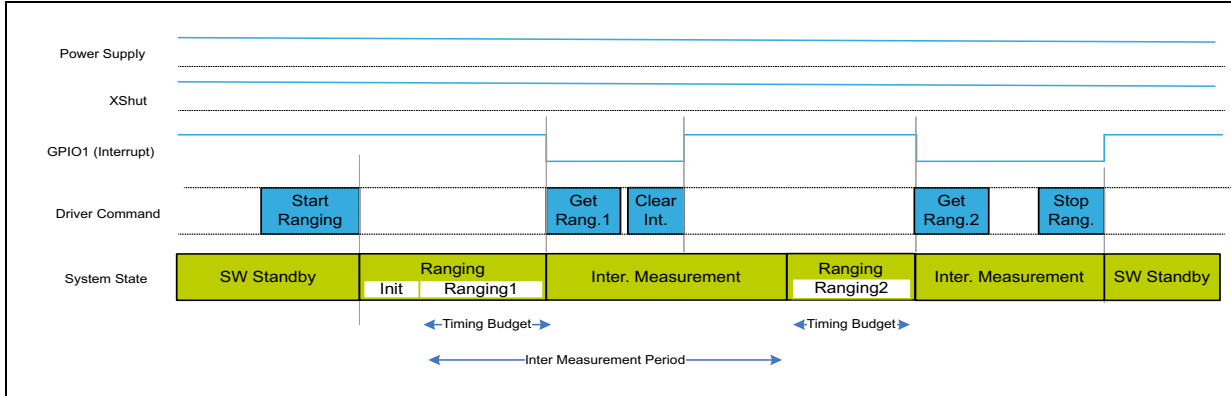 Power Supply
XShut
GPIO1 (Interrupt)
Driver Command
Start
Ranging
Get
Rang.1
Clear
Int.
Get
Rang.2
Stop
Rang.
System State
SW Standby
Ranging
Init
Ranging1
Inter. Measurement
Ranging
Ranging2
Inter. Measurement
SW Standby
Timing Budget
Timing Budget
Inter Measurement Period